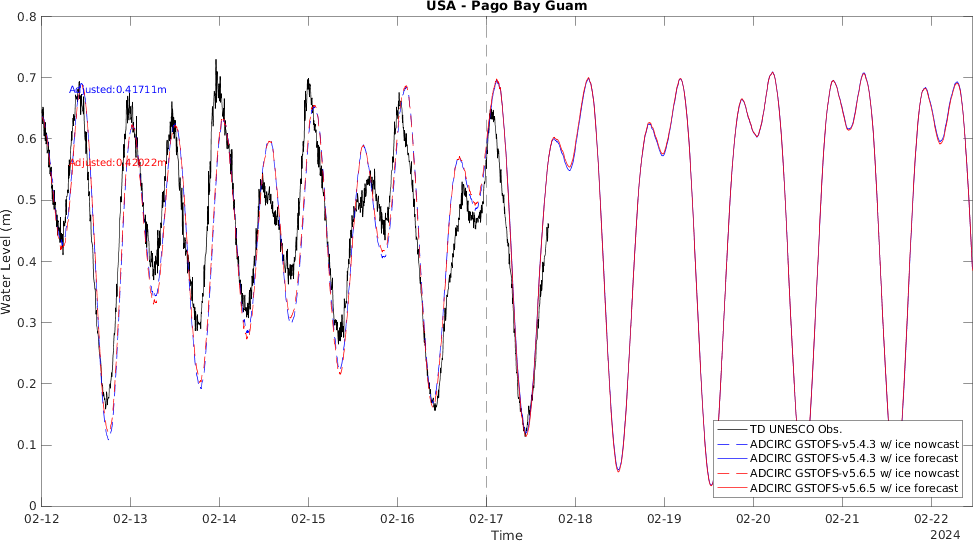 USA - Pago Bay Guam
0.8
0.7
0.6
0.5
0.4
0.3
0.2
0.1
0
Water Level (m)
Adjusted:0.41711m
Adjusted:0.42022m
TD UNESCO Obs.
ADCIRC GSTOFS-v5.4.3 w/ ice nowcast
ADCIRC GSTOFS-v5.4.3 w/ ice forecast
ADCIRC GSTOFS-v5.6.5 w/ ice nowcast
ADCIRC GSTOFS-v5.6.5 w/ ice forecast
02-12 02-13 02-14 02-15 02-16 02-17 02-18 02-19 02-20 02-21 02-22
Time 2024